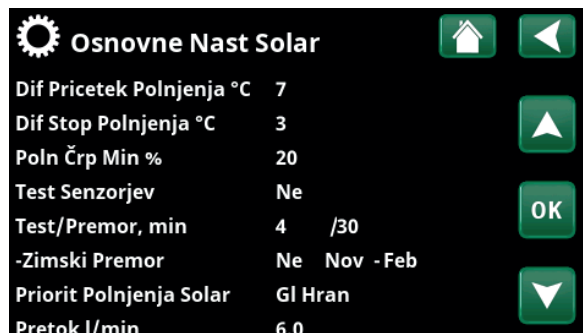 Osnovne Nast Solar
Dif Pricetek Polnjenja °C 7
Dif Stop Polnjenja °C 3
Poln Črp Min % 20
Test Senzorjev Ne
Test/Premor, min 4 /30
-Zimski Premor Ne Nov - Feb
Priorit Polnjenja Solar Gl Hran
Pretok l/min 6.0
OK